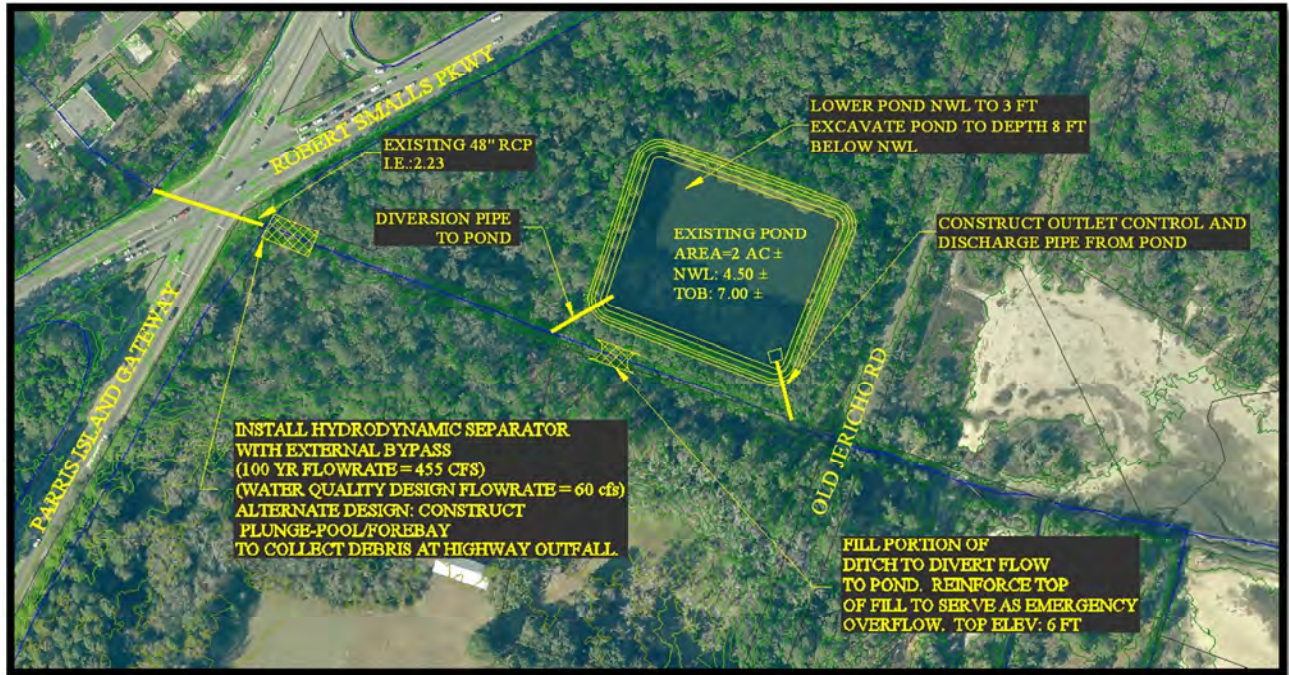 ROBERT SMALLS PKWY
EXISTING 48" RCP
I.E.:2.23
LOWER POND NWL TO 3 FT
EXCAVATE POND TO DEPTH 8 FT
BELOW NWL
DIVERSION PIPE
TO POND
EXISTING POND
AREA=2 AC ±
NWL: 4.50 ±
TOB: 7.00 ±
CONSTRUCT OUTLET CONTROL AND
DISCHARGE PIPE FROM POND
PARRIS ISLAND GATEWAY
OLD JERICHO RD
INSTALL HYDRODYNAMIC SEPARATOR
WITH EXTERNAL BYPASS
(100 YR FLOWRATE = 455 CFS)
(WATER QUALITY DESIGN FLOWRATE = 60 cfs)
ALTERNATE DESIGN: CONSTRUCT
PLUNGE-POOL/FOREBAY
TO COLLECT DEBRIS AT HIGHWAY OUTFALL.
FILL PORTION OF
DITCH TO DIVERT FLOW
TO POND. REINFORCE TOP
OF FILL TO SERVE AS EMERGENCY
OVERFLOW. TOP ELEV: 6 FT